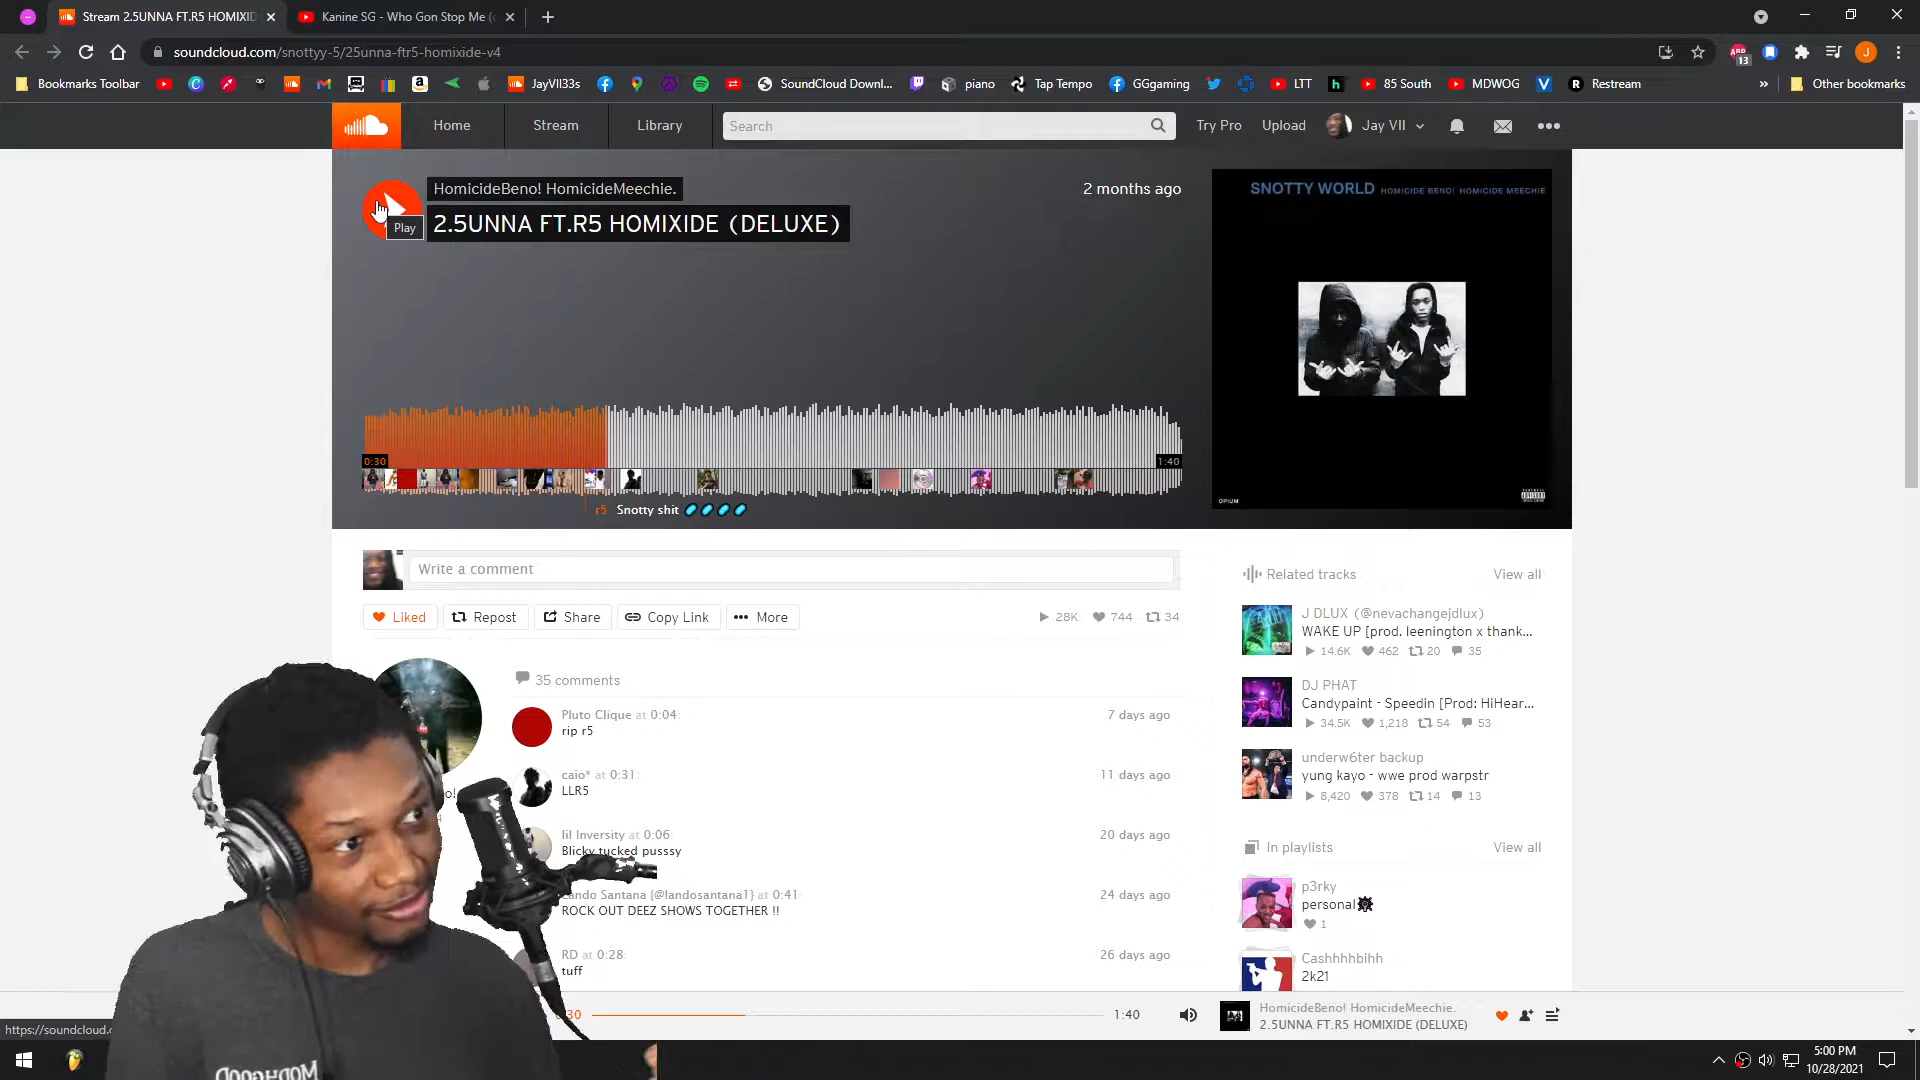 Stream 2.5UNNA FT.R5 HOMIXID
Kanine SG - Who Gon Stop Me (
soundcloud.com/snottyy-5/25unna-ftr5-homixide-v4
13
J
Bookmarks Toolbar
JayVII33s
SoundCloud Downl...
piano
Tap Tempo
GGgaming
LTT
h
85 South
MDWOG
V
R
Restream
Other bookmarks
Home
Stream
Library
Search
Try Pro
Upload
Jay VII
HomicideBeno! HomicideMeechie.
2 months ago
Play
2.5UNNA FT.R5 HOMIXIDE (DELUXE)
SNOTTY WORLD HOMICIDE BENO! HOMICIDE MEECHIE
OPIUM
0:30
1:40
r5 Snotty shit
Write a comment
Liked
Repost
Share
Copy Link
More
28K
744
34
35 comments
Pluto Clique at 0:04:
7 days ago
rip r5
caio* at 0:31:
11 days ago
LLR5
o!
lil Inversity at 0:06:
20 days ago
Blicky tucked pusssy
Lando Santana {@landosantana1} at 0:41:
24 days ago
ROCK OUT DEEZ SHOWS TOGETHER !!
RD at 0:28:
26 days ago
tuff
Related tracks
View all
J DLUX (@nevachangejdlux)
WAKE UP [prod. leenington x thank...
14.6K 462 20 35
DJ PHAT
Candypaint - Speedin [Prod: HiHear...
34.5K 1,218 54 53
underw6ter backup
yung kayo - wwe prod warpstr
8,420 378 14 13
In playlists
View all
p3rky
personal
1
Cashhhhbihh
2k21
0:30
1:40
HomicideBeno! HomicideMeechie.
2.5UNNA FT.R5 HOMIXIDE (DELUXE)
https://soundcloud.c
5:00 PM
10/28/2021